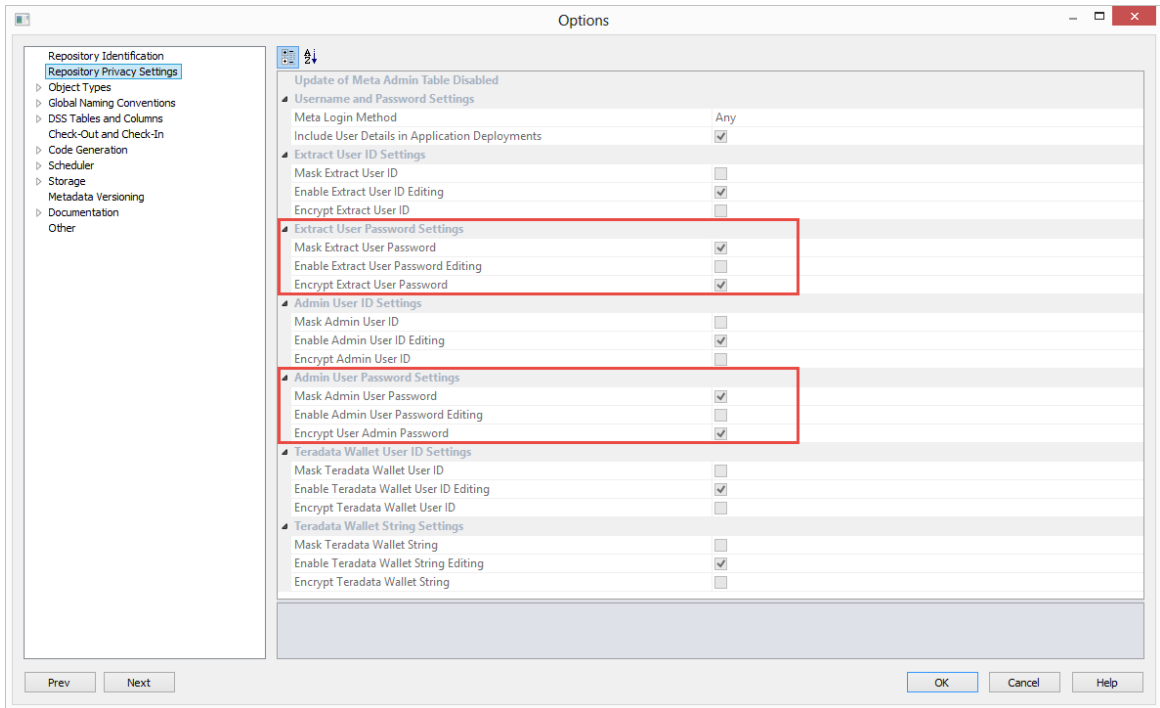 Options
Repository Identification
Repository Privacy Settings
Object Types
Global Naming Conventions
DSS Tables and Columns
Check-Out and Check-In
Code Generation
Scheduler
Storage
Metadata Versioning
Documentation
Other
Update of Meta Admin Table Disabled
Username and Password Settings
Meta Login Method Any
Include User Details in Application Deployments
Extract User ID Settings
Mask Extract User ID
Enable Extract User ID Editing
Encrypt Extract User ID
Extract User Password Settings
Mask Extract User Password
Enable Extract User Password Editing
Encrypt Extract User Password
Admin User ID Settings
Mask Admin User ID
Enable Admin User ID Editing
Encrypt Admin User ID
Admin User Password Settings
Mask Admin User Password
Enable Admin User Password Editing
Encrypt User Admin Password
Teradata Wallet User ID Settings
Mask Teradata Wallet User ID
Enable Teradata Wallet User ID Editing
Encrypt Teradata Wallet User ID
Teradata Wallet String Settings
Mask Teradata Wallet String
Enable Teradata Wallet String Editing
Encrypt Teradata Wallet String
Prev Next OK Cancel Help